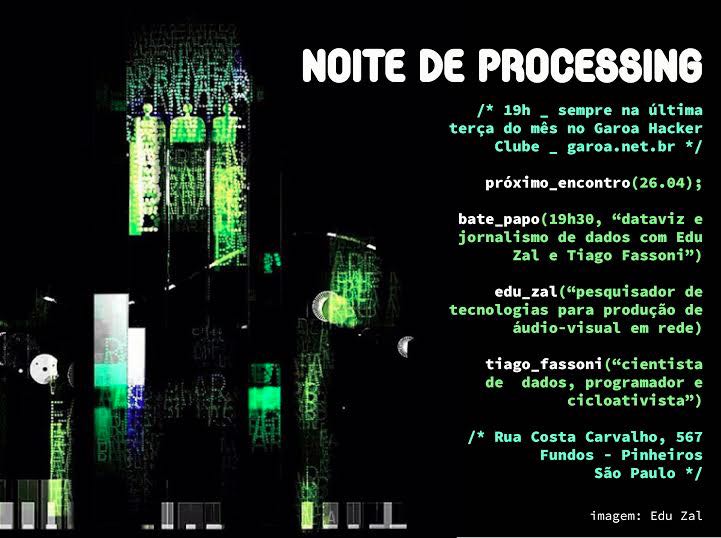 NOITE DE PROCESSING
/* 19h _ sempre na última
terça do mês no Garoa Hacker
Clube _ garoa.net.br */
próximo_encontro(26.04);
bate_papo(19h30, “dataviz e
jornalismo de dados com Edu
Zal e Tiago Fassoni”)
edu_zal(“pesquisador de
tecnologias para produção de
áudio-visual em rede)
tiago_fassoni(“cientista
de  dados, programador e
cicloativista”)
/* Rua Costa Carvalho, 567
Fundos - Pinheiros
São Paulo */
imagem: Edu Zal